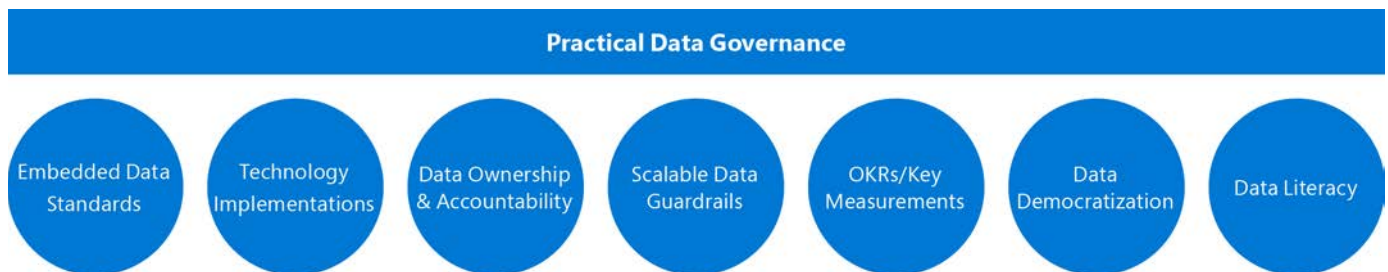 Practical Data Governance
Embedded Data
Standards
Technology
Implementations
Data Ownership
& Accountability
Scalable Data
Guardrails
OKRs/Key
Measurements
Data
Democratization
Data Literacy